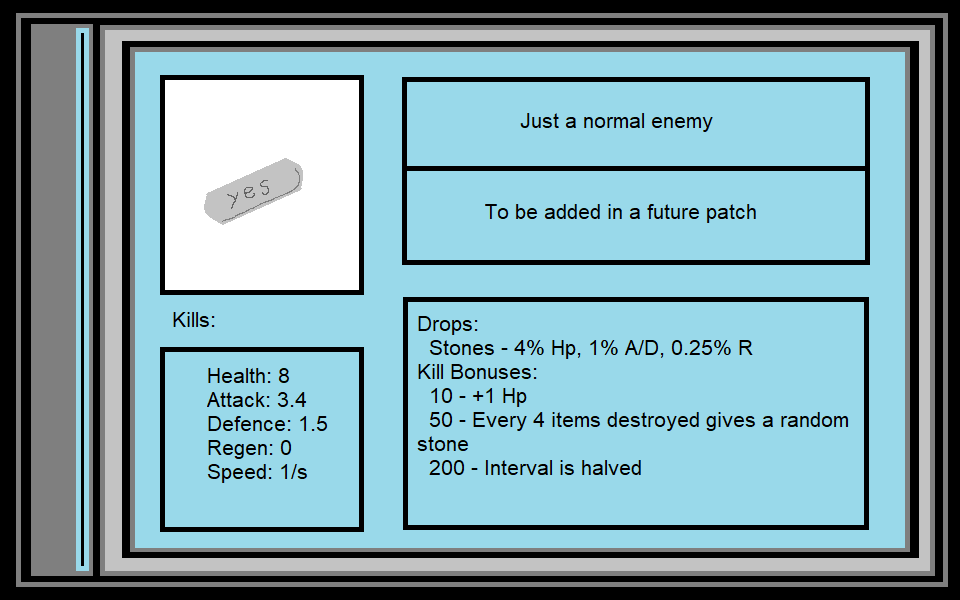 yes
Just a normal enemy
To be added in a future patch
Kills:
Health: 8
Attack: 3.4
Defence: 1.5
Regen: 0
Speed: 1/s
Drops:
Stones - 4% Hp, 1% A/D, 0.25% R
Kill Bonuses:
10 - +1 Hp
50 - Every 4 items destroyed gives a random
stone
200 - Interval is halved